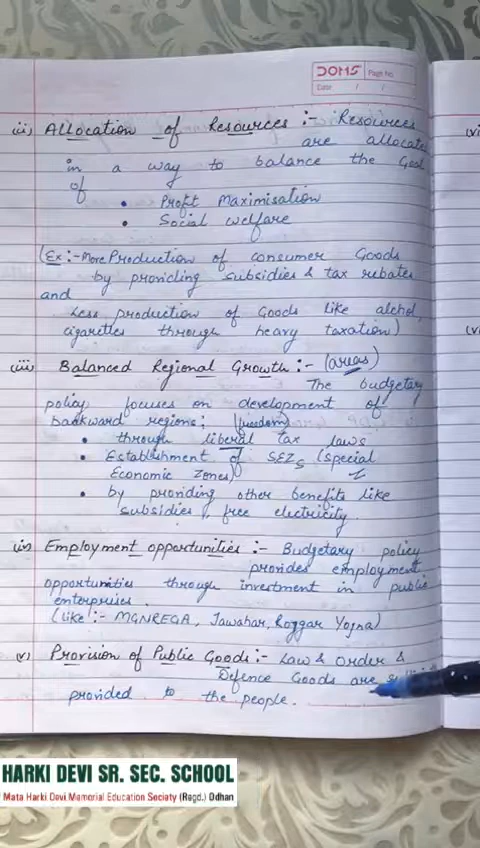 DOMS
Page No.
Date / /
iii) Allocation of Resources :- Resources
are allocated
in a way to balance the Goal
of
• Profit Maximisation
• Social welfare
(Ex :- More Production of consumer Goods
by providing subsidies & tax rebates
and
Less production of Goods like alchol,
cigarettes through heavy taxation)
iii) Balanced Regional Growth :- (areas)
The budgetary
policy focuses on development of
backward regions; (freedom)
• through liberal tax laws
• Establishment of SEZs (special
Economic Zones)
• by providing other benefits like
subsidies, free electricity.
iv) Employment opportunities :- Budgetary policy
provides employment
opportunities through investment in public
enterprises.
(like :- MGNREGA, Jawahar, Rozgar Yojna)
(v) Provision of Public Goods :- Law & Order &
Defence Goods are
provided to the people.
(vi
(v
HARKI DEVI SR. SEC. SCHOOL
Mata Harki Devi Memorial Education Society (Regd.) Odhan